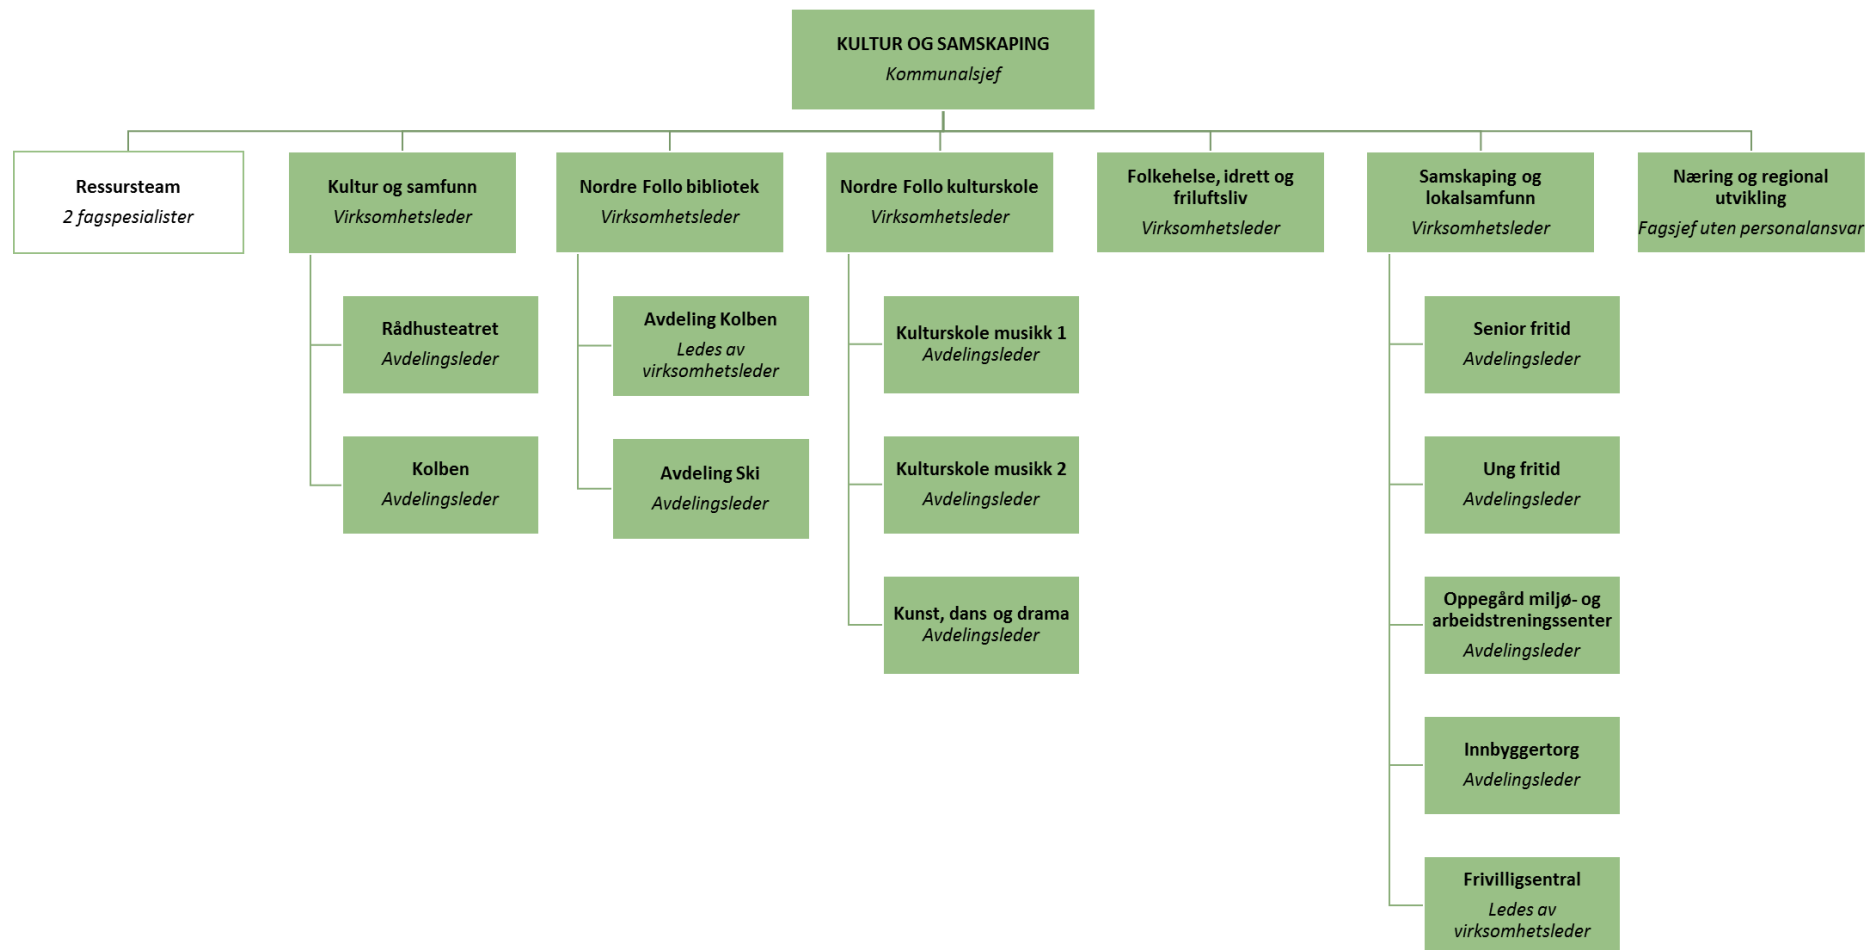 KULTUR OG SAMSKAPING
Kommunalsjef
Ressursteam
2 fagspesialister
Kultur og samfunn
Virksomhetsleder
Nordre Follo bibliotek
Virksomhetsleder
Nordre Follo kulturskole
Virksomhetsleder
Folkehelse, idrett og
friluftsliv
Virksomhetsleder
Samskaping og
lokalsamfunn
Virksomhetsleder
Næring og regional
utvikling
Fagsjef uten personalansvar
Rådhusteatret
Avdelingsleder
Kolben
Avdelingsleder
Avdeling Kolben
Ledes av
virksomhetsleder
Avdeling Ski
Avdelingsleder
Kulturskole musikk 1
Avdelingsleder
Kulturskole musikk 2
Avdelingsleder
Kunst, dans og drama
Avdelingsleder
Senior fritid
Avdelingsleder
Ung fritid
Avdelingsleder
Oppegård miljø- og
arbeidstreningssenter
Avdelingsleder
Innbyggertorg
Avdelingsleder
Frivilligsentral
Ledes av
virksomhetsleder